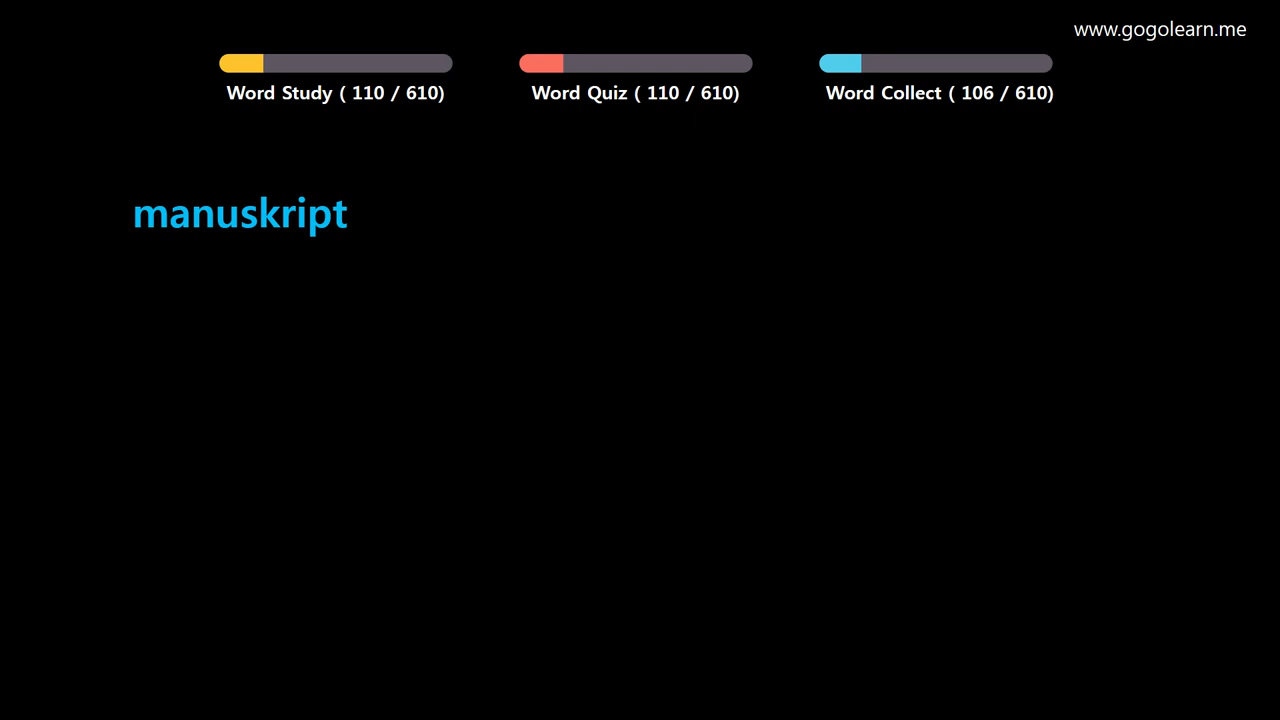 www.gogolearn.me
Word Study ( 110 / 610)
Word Quiz ( 110 / 610)
Word Collect ( 106 / 610)
manuskript